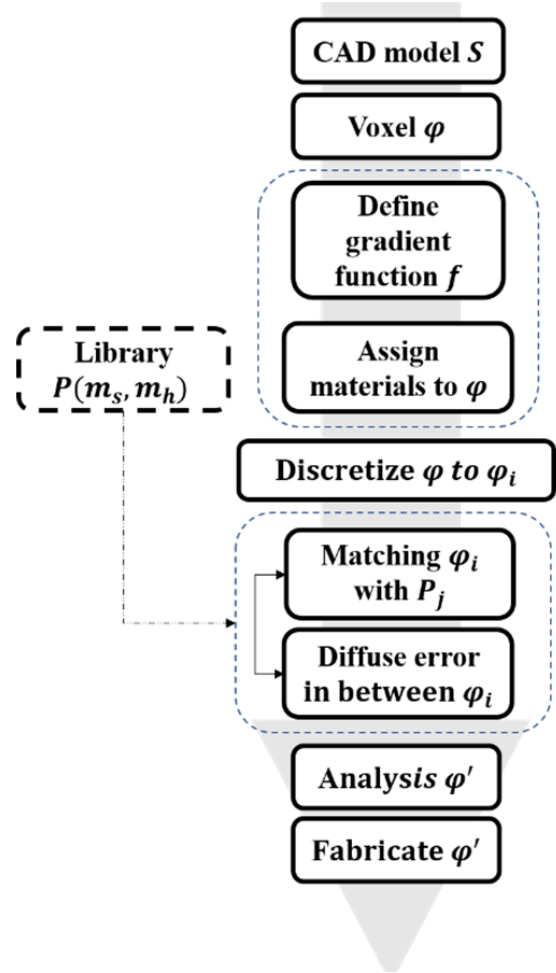 CAD model S
Voxel φ
Define
gradient
function f
Assign
materials to φ
Library
P(mₛ, mₕ)
Discretize φ to φᵢ
Matching φᵢ
with Pⱼ
Diffuse error
in between φᵢ
Analysis φ′
Fabricate φ′